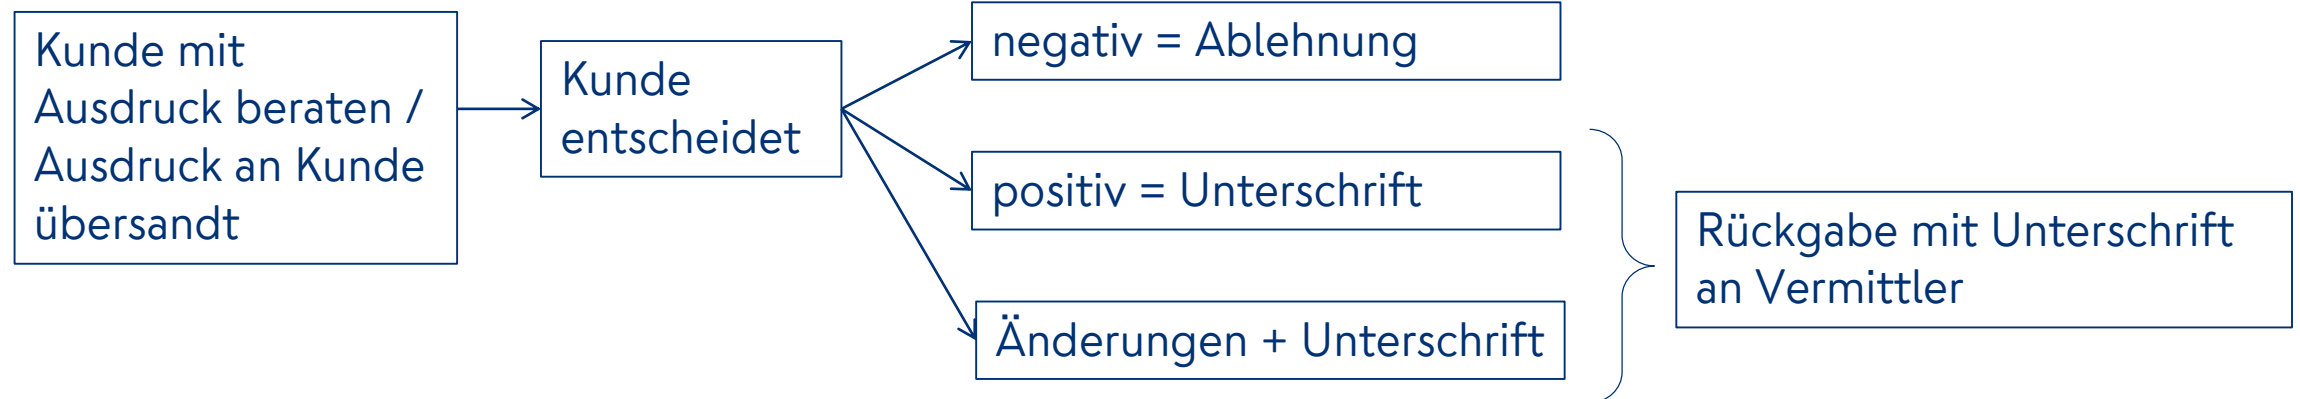 Kunde mit
Ausdruck beraten /
Ausdruck an Kunde
übersandt
Kunde
entscheidet
negativ = Ablehnung
positiv = Unterschrift
Änderungen + Unterschrift
Rückgabe mit Unterschrift
an Vermittler